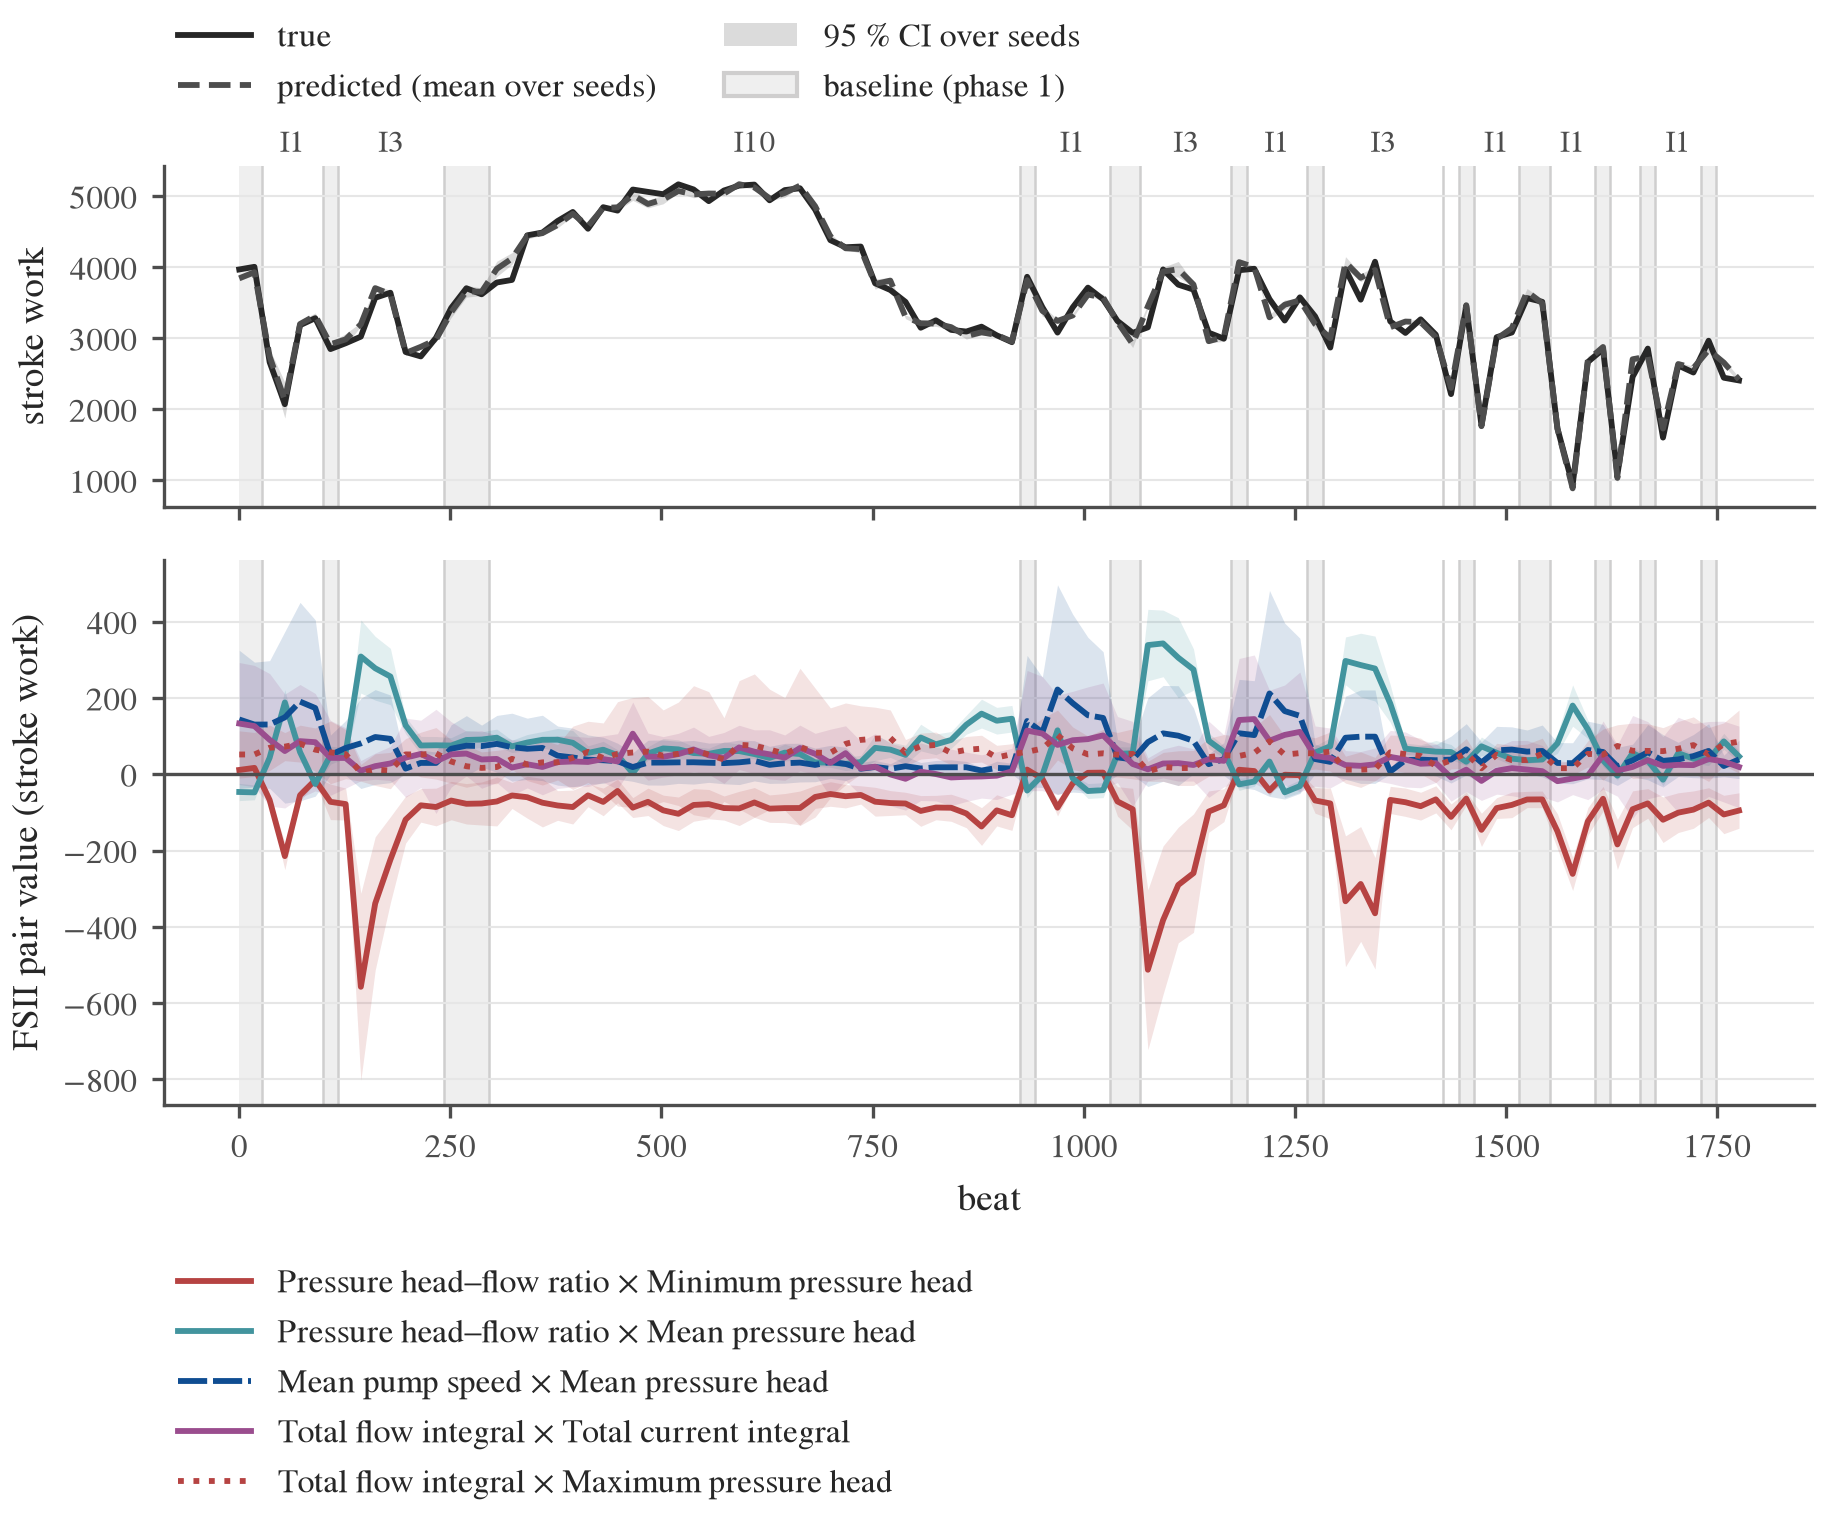 true
95 % CI over seeds
predicted (mean over seeds)
baseline (phase 1)
I1 I3 I10 I1 I3 I1 I3 I1 I1 I1
5000
4000
3000
2000
1000
stroke work
400
200
0
−200
−400
−600
−800
FSII pair value (stroke work)
0 250 500 750 1000 1250 1500 1750
beat
Pressure head–flow ratio × Minimum pressure head
Pressure head–flow ratio × Mean pressure head
Mean pump speed × Mean pressure head
Total flow integral × Total current integral
Total flow integral × Maximum pressure head